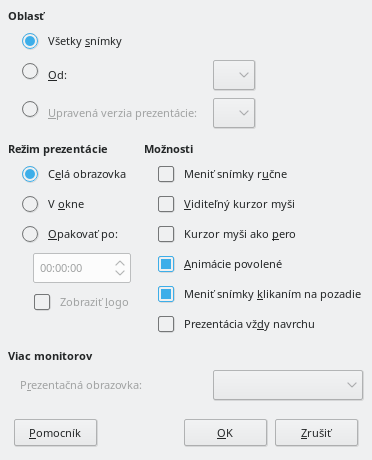 Oblasť
Všetky snímky
Od:
Upravená verzia prezentácie:
Režim prezentácie Možnosti
Celá obrazovka Meniť snímky ručne
V okne Viditeľný kurzor myši
Opakovať po: Kurzor myši ako pero
00:00:00 Animácie povolené
Zobraziť logo Meniť snímky klikaním na pozadie
Prezentácia vždy navrchu
Viac monitorov
Prezentačná obrazovka:
Pomocník OK Zrušiť